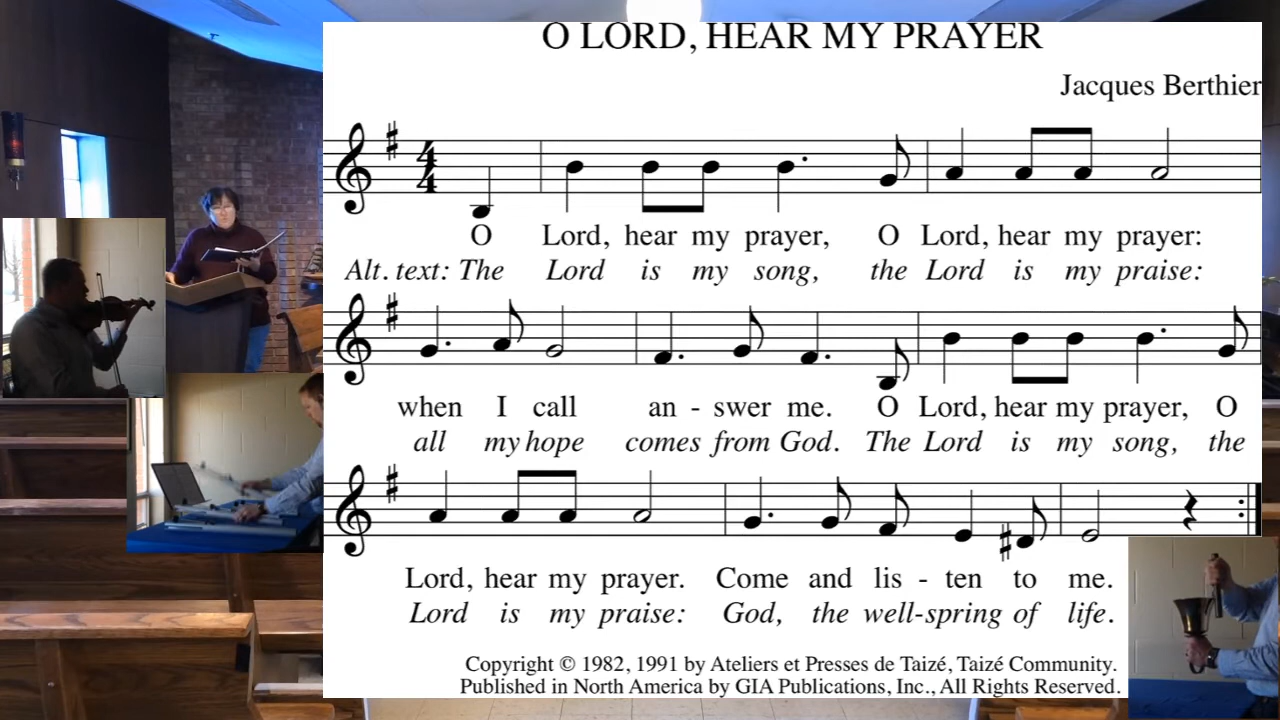 O LORD, HEAR MY PRAYER
Jacques Berthier
4
4
O Lord, hear my prayer, O Lord, hear my prayer:
Alt. text: The Lord is my song, the Lord is my praise:
when I call an - swer me. O Lord, hear my prayer, O
all my hope comes from God. The Lord is my song, the
Lord, hear my prayer. Come and lis - ten to me.
Lord is my praise: God, the well-spring of life.
Copyright © 1982, 1991 by Ateliers et Presses de Taizé, Taizé Community.
Published in North America by GIA Publications, Inc., All Rights Reserved.